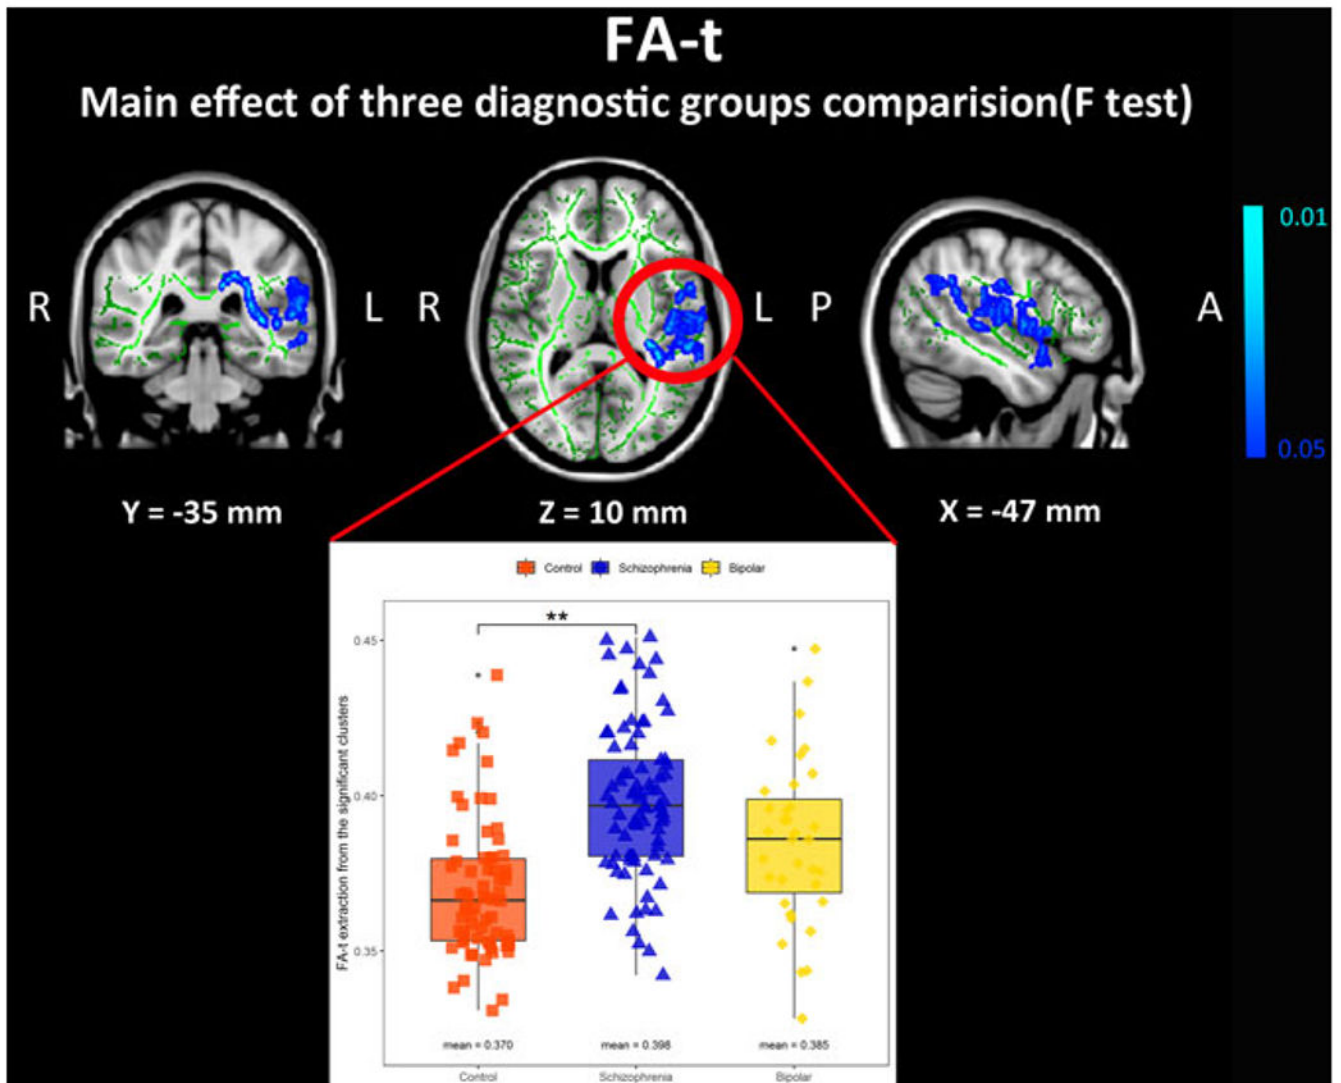 FA-t
Main effect of three diagnostic groups comparision(F test)
R L R L P A
0.01
0.05
Y = -35 mm Z = 10 mm X = -47 mm
Control Schizophrenia Bipolar
**
0.45
0.40
0.35
FA-t extraction from the significant clusters
mean = 0.370 mean = 0.398 mean = 0.385
Control Schizophrenia Bipolar